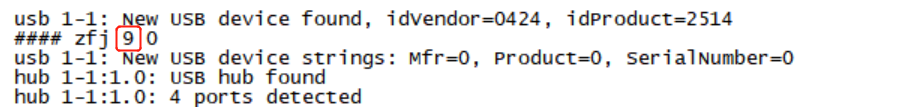 usb 1-1: New USB device found, idVendor=0424, idProduct=2514
#### zfj 9 0
usb 1-1: New USB device strings: Mfr=0, Product=0, SerialNumber=0
hub 1-1:1.0: USB hub found
hub 1-1:1.0: 4 ports detected